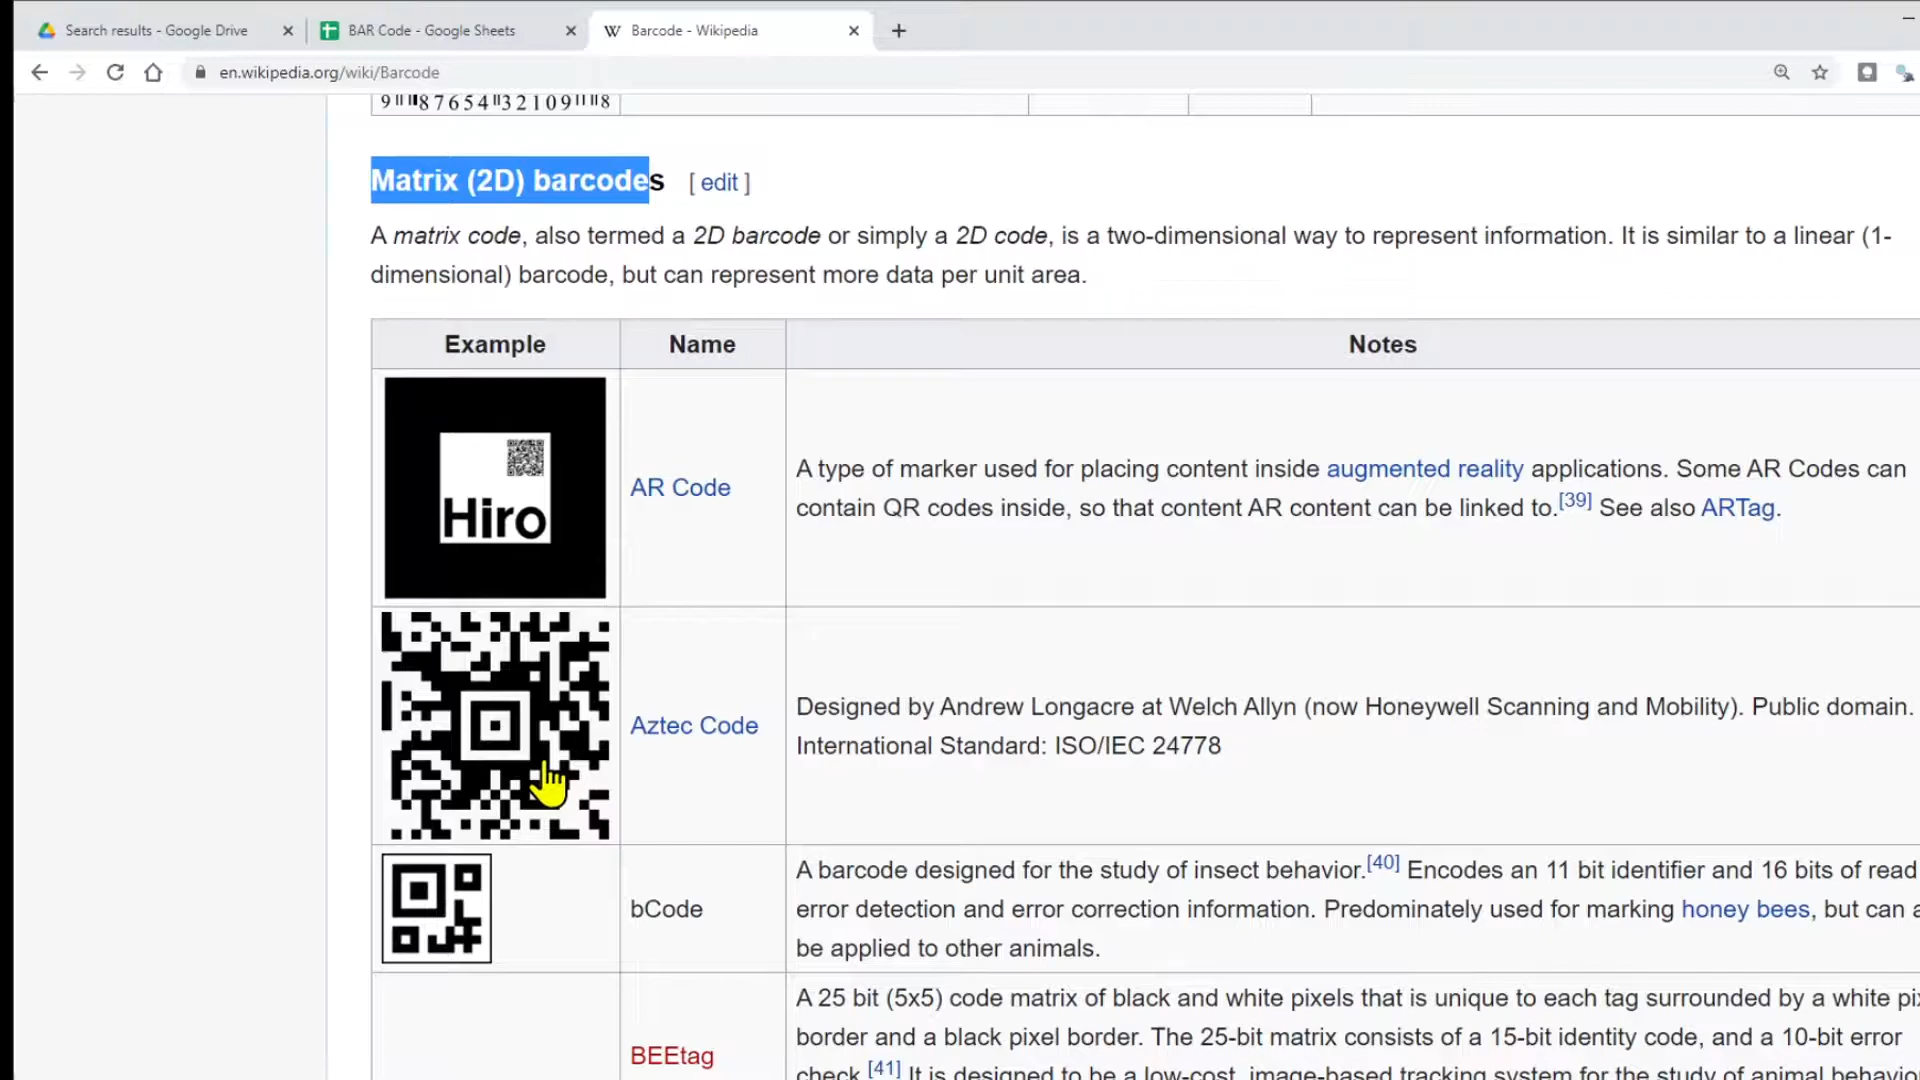 Search results - Google Drive
BAR Code - Google Sheets
Barcode - Wikipedia
en.wikipedia.org/wiki/Barcode
Matrix (2D) barcodes [ edit ]
A matrix code, also termed a 2D barcode or simply a 2D code, is a two-dimensional way to represent information. It is similar to a linear (1-
dimensional) barcode, but can represent more data per unit area.
Example Name Notes
Hiro
AR Code
A type of marker used for placing content inside augmented reality applications. Some AR Codes can
contain QR codes inside, so that content AR content can be linked to.[39] See also ARTag.
Aztec Code
Designed by Andrew Longacre at Welch Allyn (now Honeywell Scanning and Mobility). Public domain.
International Standard: ISO/IEC 24778
bCode
A barcode designed for the study of insect behavior.[40] Encodes an 11 bit identifier and 16 bits of read
error detection and error correction information. Predominately used for marking honey bees, but can
be applied to other animals.
BEEtag
A 25 bit (5x5) code matrix of black and white pixels that is unique to each tag surrounded by a white
border and a black pixel border. The 25-bit matrix consists of a 15-bit identity code, and a 10-bit error
check.[41] It is designed to be a low-cost, image-based tracking system for the study of animal